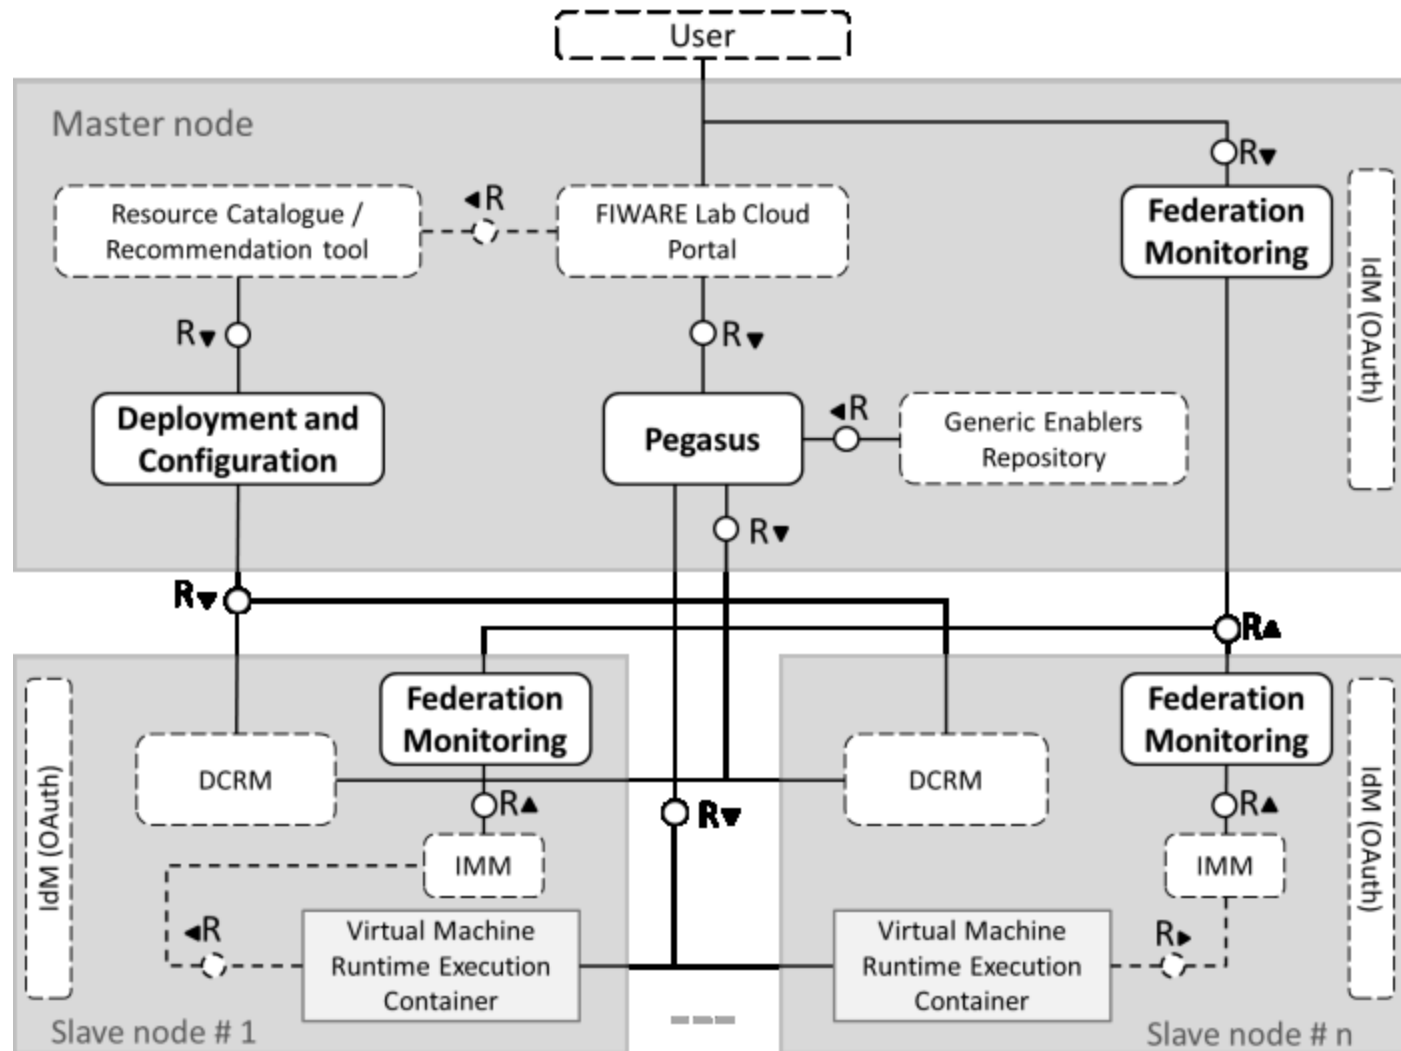 User
Master node
R▼
◄R
Resource Catalogue /
Recommendation tool
FIWARE Lab Cloud
Portal
Federation
Monitoring
IdM (OAuth)
R▼
R▼
Deployment and
Configuration
Pegasus
◄R
Generic Enablers
Repository
R▼
R▼
R▲
Federation
Monitoring
Federation
Monitoring
IdM (OAuth)
DCRM
R▲
R▼
DCRM
R▲
IdM (OAuth)
IMM
IMM
◄R
Virtual Machine
Runtime Execution
Container
Virtual Machine
Runtime Execution
Container
R►
Slave node # 1
Slave node # n